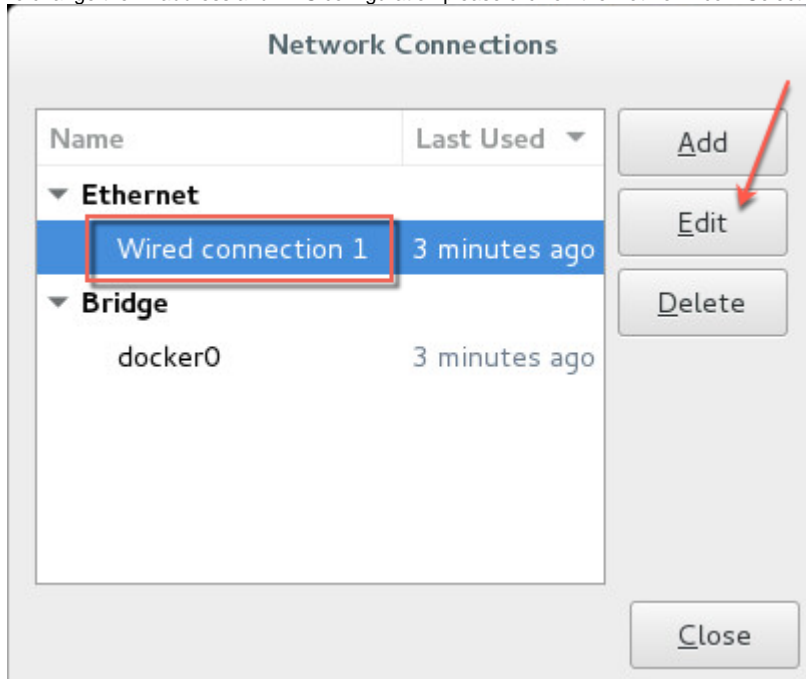 Network Connections
Name Last Used
Ethernet
Wired connection 1 3 minutes ago
Bridge
docker0 3 minutes ago
Add
Edit
Delete
Close